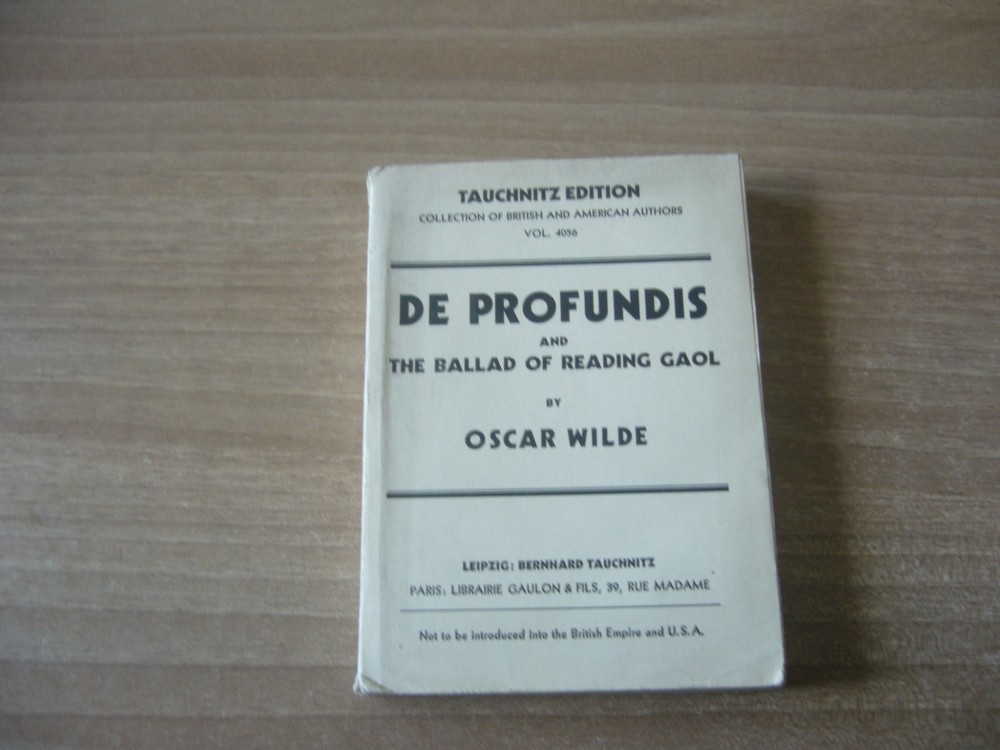 TAUCHNITZ EDITION
COLLECTION OF BRITISH AND AMERICAN AUTHORS
VOL. 4056
DE PROFUNDIS
AND
THE BALLAD OF READING GAOL
BY
OSCAR WILDE
LEIPZIG: BERNHARD TAUCHNITZ
PARIS: LIBRAIRIE GAULON & FILS, 39, RUE MADAME
Not to be introduced into the British Empire and U.S.A.